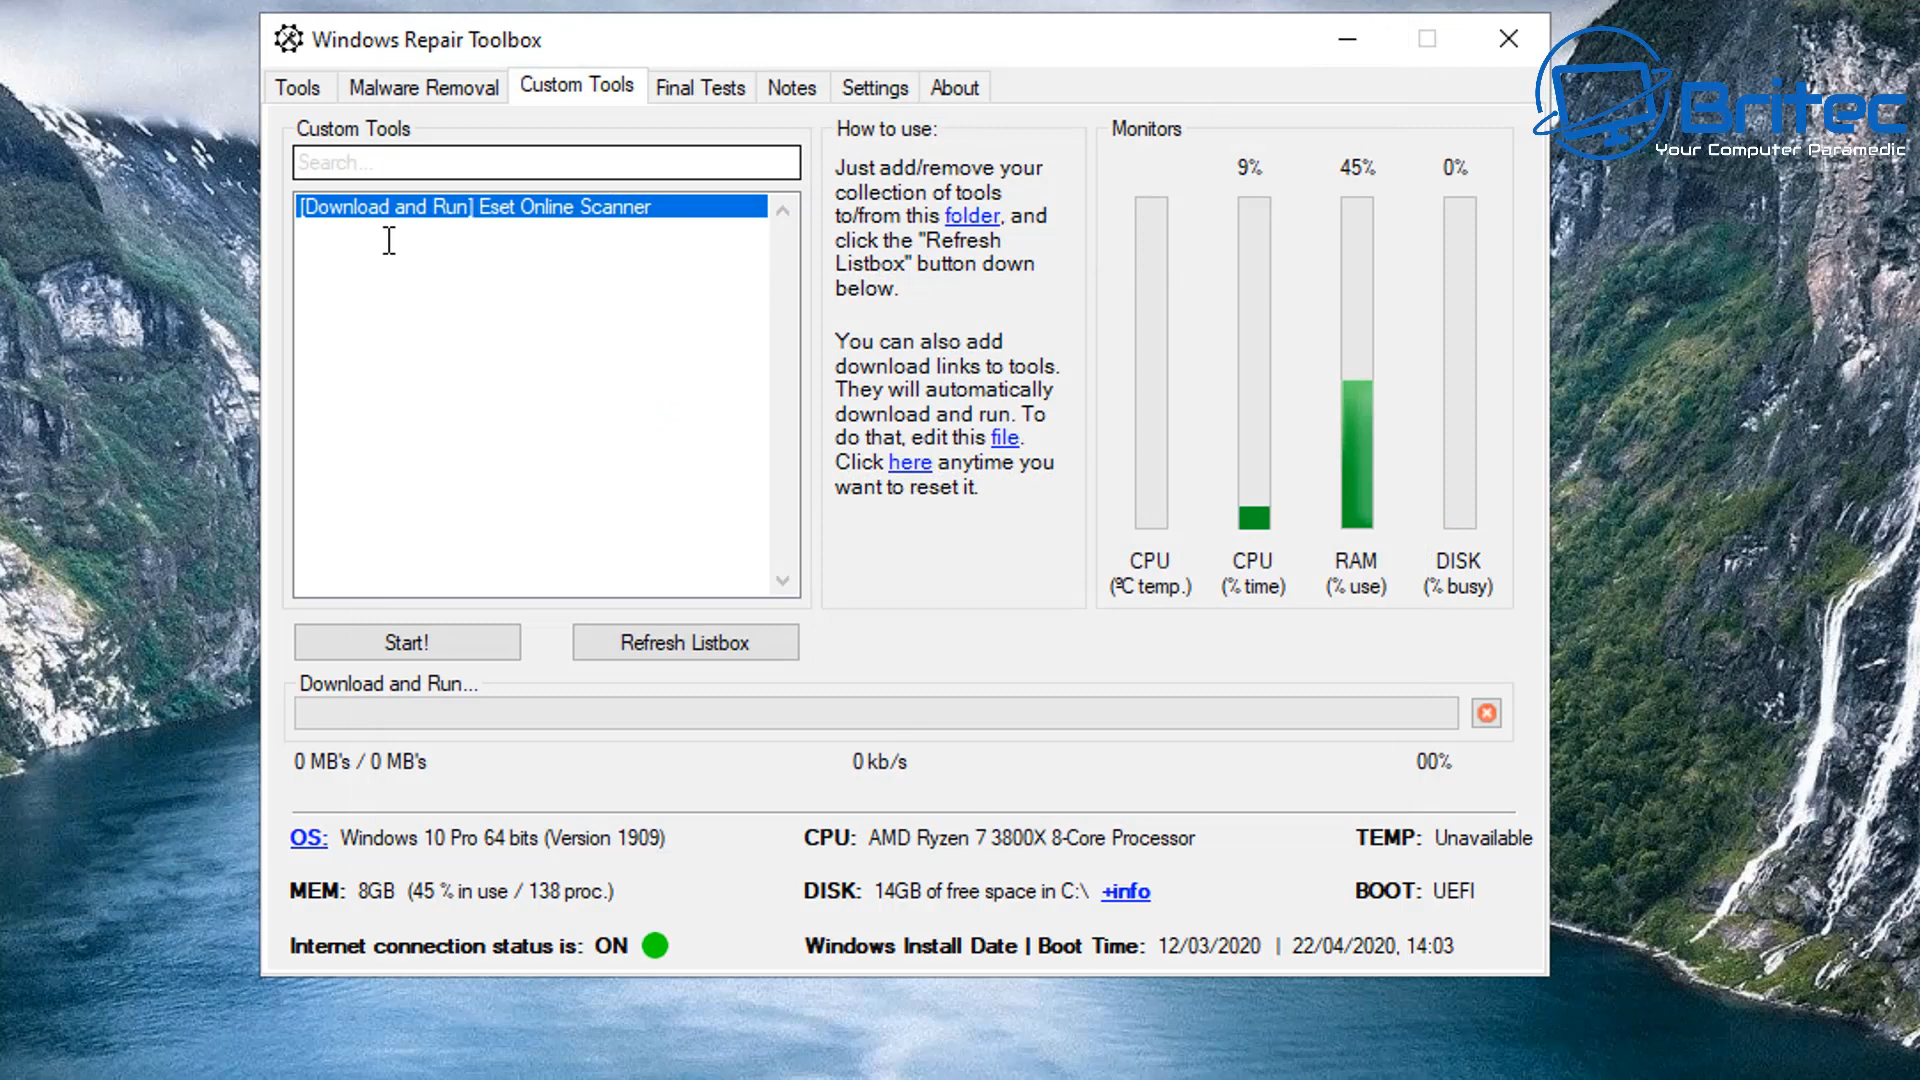 Windows Repair Toolbox
Tools
Malware Removal
Custom Tools
Final Tests
Notes
Settings
About
Britec
Your Computer Paramedic
Custom Tools
Search...
[Download and Run] Eset Online Scanner
Start!
Refresh Listbox
How to use:
Just add/remove your
collection of tools
to/from this folder, and
click the "Refresh
Listbox" button down
below.
You can also add
download links to tools.
They will automatically
download and run. To
do that, edit this file.
Click here anytime you
want to reset it.
Monitors
9%
45%
0%
CPU
(ºC temp.)
CPU
(% time)
RAM
(% use)
DISK
(% busy)
Download and Run...
0 MB's / 0 MB's
0 kb/s
00%
OS: Windows 10 Pro 64 bits (Version 1909)
CPU: AMD Ryzen 7 3800X 8-Core Processor
TEMP: Unavailable
MEM: 8GB (45 % in use / 138 proc.)
DISK: 14GB of free space in C:\ +info
BOOT: UEFI
Internet connection status is: ON
Windows Install Date | Boot Time: 12/03/2020 | 22/04/2020, 14:03